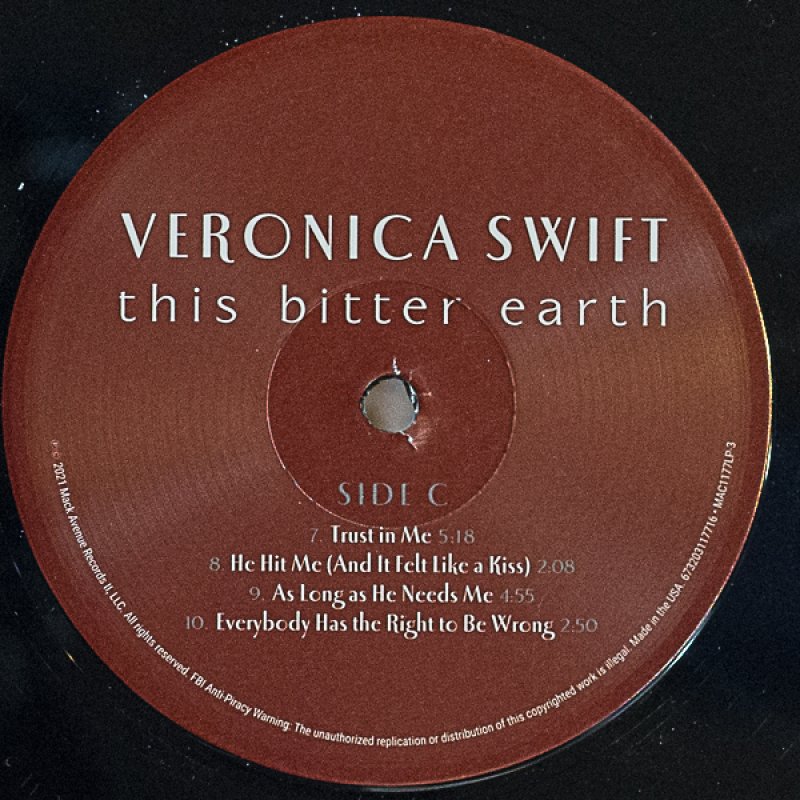 VERONICA SWIFT
this bitter earth
SIDE C
7. Trust in Me 5:18
8. He Hit Me (And It Felt Like a Kiss) 2:08
9. As Long as He Needs Me 4:55
10. Everybody Has the Right to Be Wrong 2:50
℗ © 2021 Mack Avenue Records II, LLC. All rights reserved. FBI Anti-Piracy Warning: The unauthorized replication or distribution of this copyrighted work is illegal. Made in the USA. 673203117716 • MAC1177LP-3